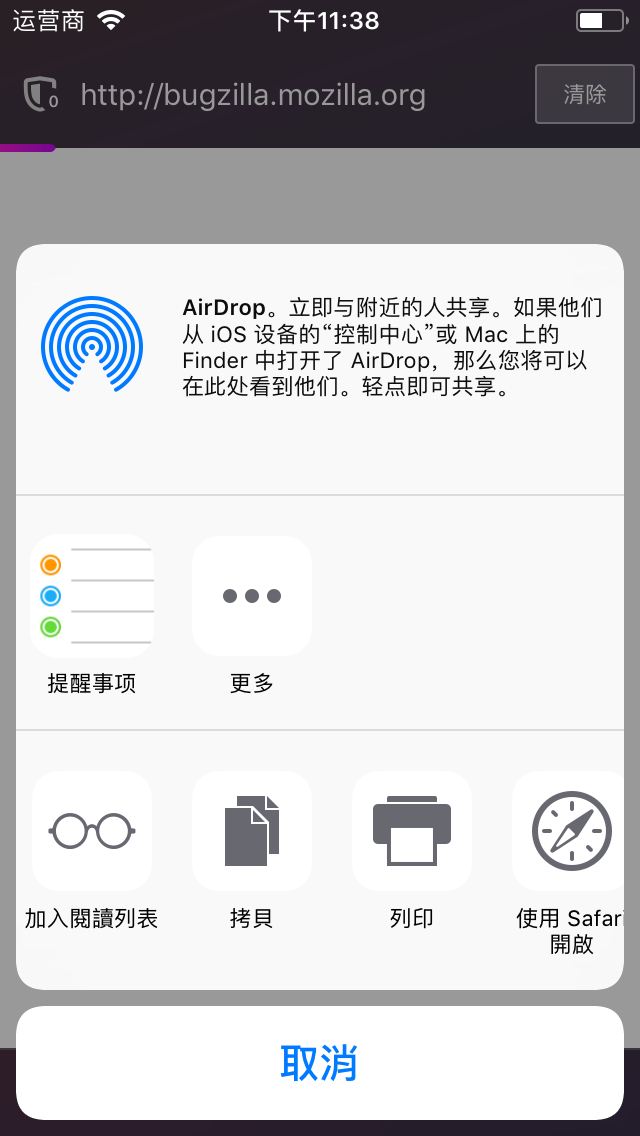 运营商
下午11:38
0
http://bugzilla.mozilla.org
清除
AirDrop。立即与附近的人共享。如果他们
从 iOS 设备的“控制中心”或 Mac 上的
Finder 中打开了 AirDrop，那么您将可以
在此处看到他们。轻点即可共享。
提醒事项
更多
加入閱讀列表
拷貝
列印
使用 Safari
開啟
取消